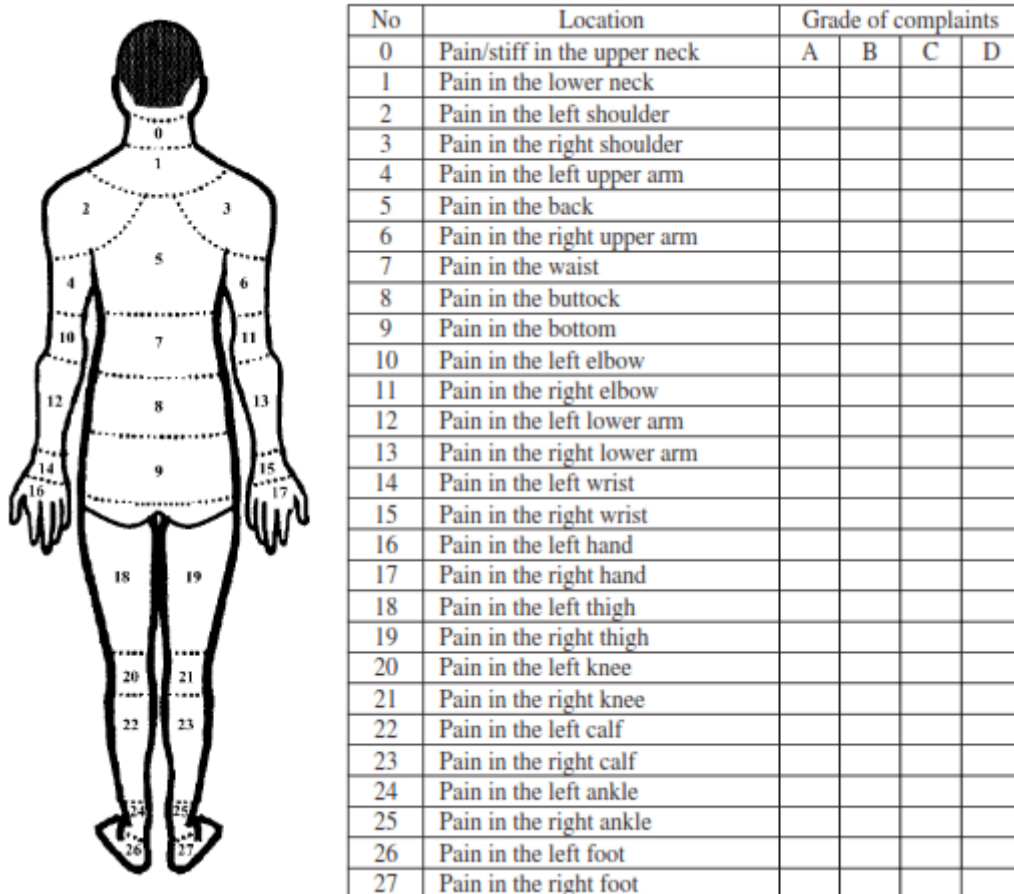 0
1
2 3
5
4 6
10 7 11
12 8 13
14 9 15
16 17
18 19
20 21
22 23
24 25
26 27
No Location Grade of complaints
0 Pain/stiff in the upper neck A B C D
1 Pain in the lower neck
2 Pain in the left shoulder
3 Pain in the right shoulder
4 Pain in the left upper arm
5 Pain in the back
6 Pain in the right upper arm
7 Pain in the waist
8 Pain in the buttock
9 Pain in the bottom
10 Pain in the left elbow
11 Pain in the right elbow
12 Pain in the left lower arm
13 Pain in the right lower arm
14 Pain in the left wrist
15 Pain in the right wrist
16 Pain in the left hand
17 Pain in the right hand
18 Pain in the left thigh
19 Pain in the right thigh
20 Pain in the left knee
21 Pain in the right knee
22 Pain in the left calf
23 Pain in the right calf
24 Pain in the left ankle
25 Pain in the right ankle
26 Pain in the left foot
27 Pain in the right foot